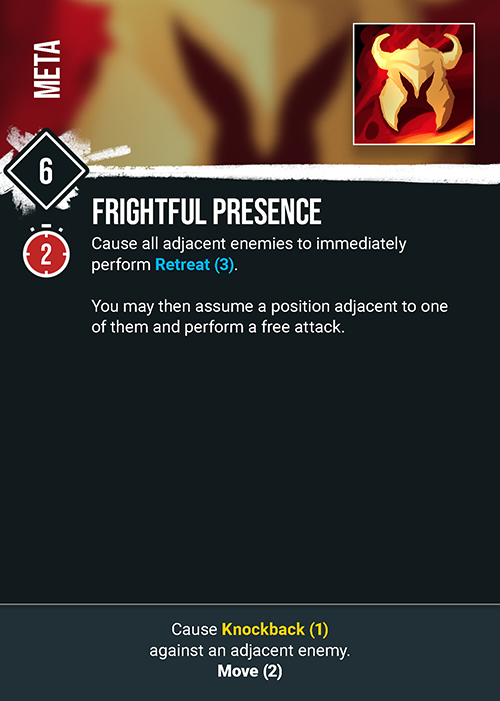 META
6
FRIGHTFUL PRESENCE
2
Cause all adjacent enemies to immediately
perform Retreat (3).
You may then assume a position adjacent to one
of them and perform a free attack.
Cause Knockback (1)
against an adjacent enemy.
Move (2)